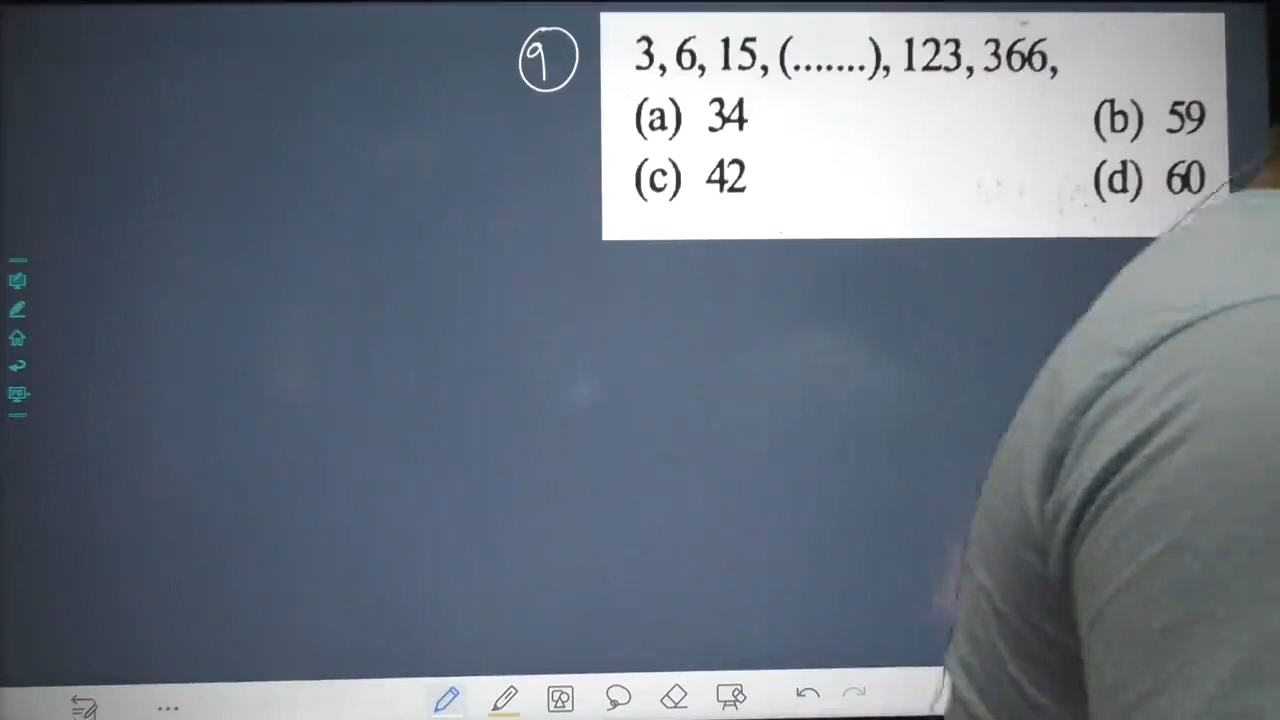 9
3, 6, 15, (.......), 123, 366,
(a) 34 (b) 59
(c) 42 (d) 60